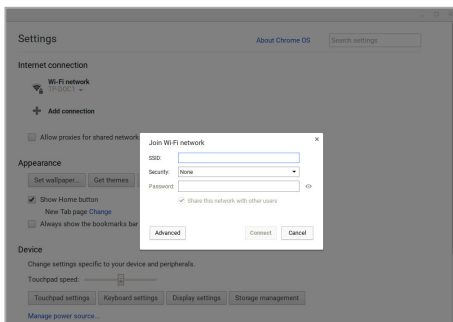 Settings
About Chrome OS
Search settings
Internet connection
Wi-Fi network
TP-DOC1
Add connection
Allow proxies for shared network
Join Wi-Fi network
SSID:
Security: None
Password:
Share this network with other users
Advanced Connect Cancel
Appearance
Set wallpaper... Get themes
Show Home button
New Tab page Change
Always show the bookmarks bar
Device
Change settings specific to your device and peripherals.
Touchpad speed:
Touchpad settings Keyboard settings Display settings Storage management
Manage power source...